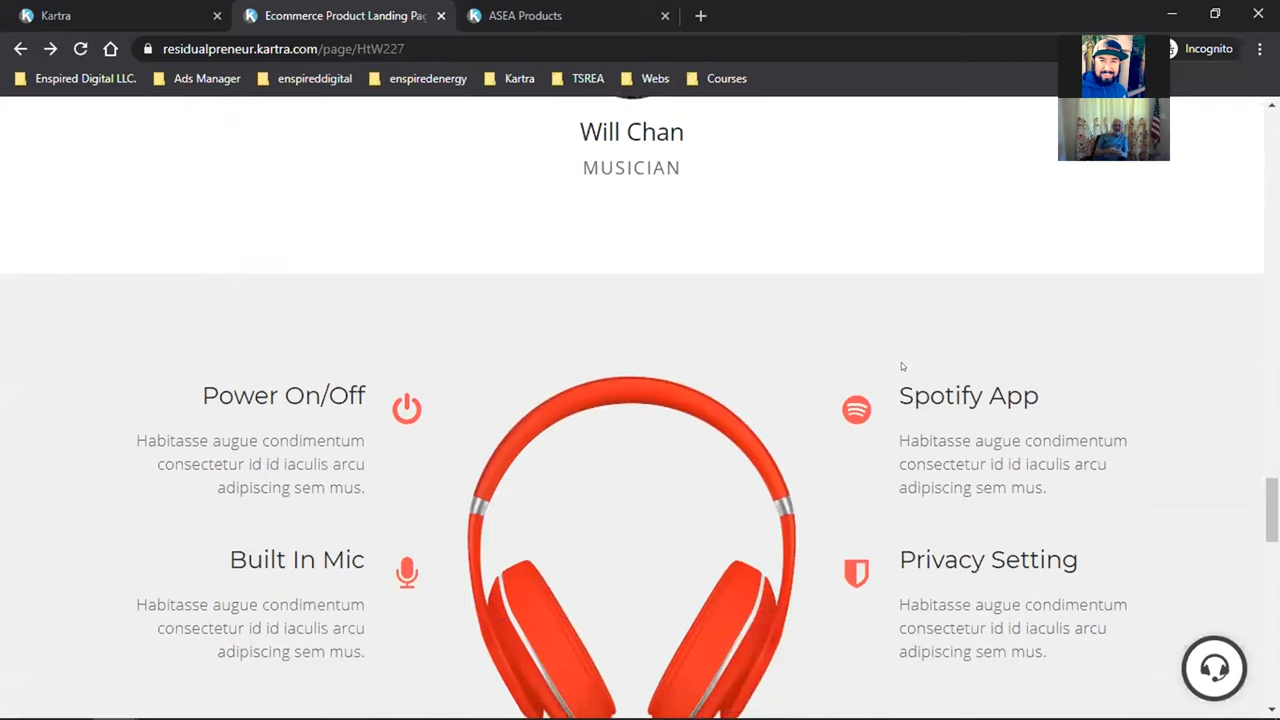 Kartra
Ecommerce Product Landing Pag
ASEA Products
residualpreneur.kartra.com/page/HtW227
Incognito
Enspired Digital LLC.
Ads Manager
enspireddigital
enspiredenergy
Kartra
TSREA
Webs
Courses
Will Chan
MUSICIAN
Power On/Off
Habitasse augue condimentum
consectetur id id iaculis arcu
adipiscing sem mus.
Spotify App
Habitasse augue condimentum
consectetur id id iaculis arcu
adipiscing sem mus.
Built In Mic
Habitasse augue condimentum
consectetur id id iaculis arcu
adipiscing sem mus.
Privacy Setting
Habitasse augue condimentum
consectetur id id iaculis arcu
adipiscing sem mus.